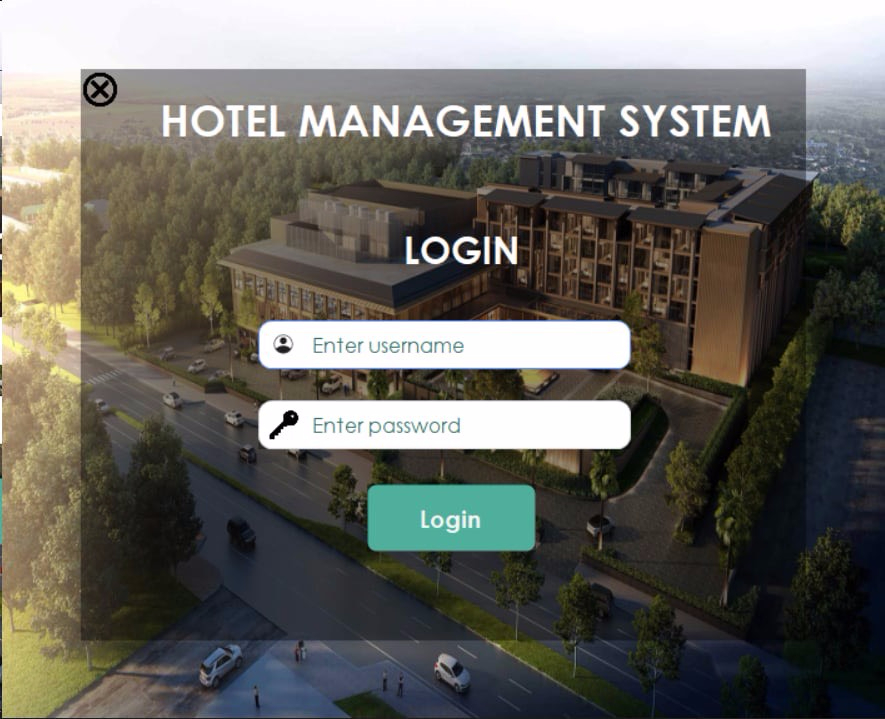 HOTEL MANAGEMENT SYSTEM
LOGIN
Enter username
Enter password
Login